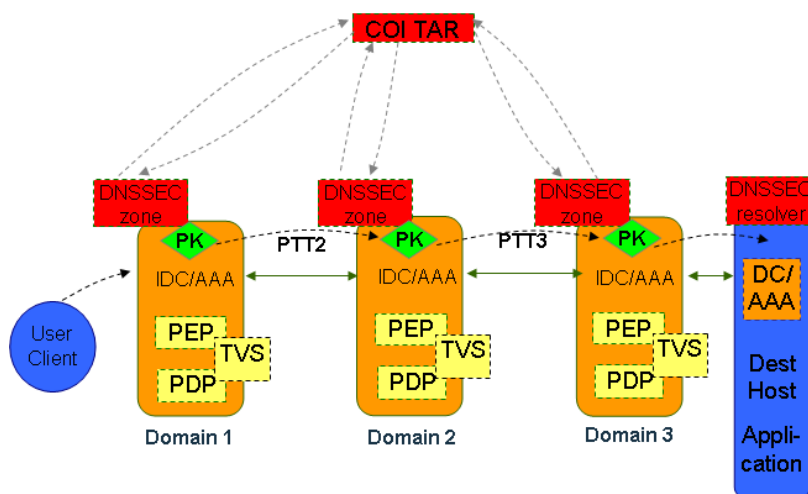 COI TAR
DNSSEC
zone
DNSSEC
zone
DNSSEC
zone
DNSSEC
resolver
PK
PTT2
PK
PTT3
PK
IDC/AAA
IDC/AAA
IDC/AAA
DC/
AAA
User
Client
PEP
TVS
PDP
PEP
TVS
PDP
PEP
TVS
PDP
Dest
Host
Appli-
cation
Domain 1
Domain 2
Domain 3